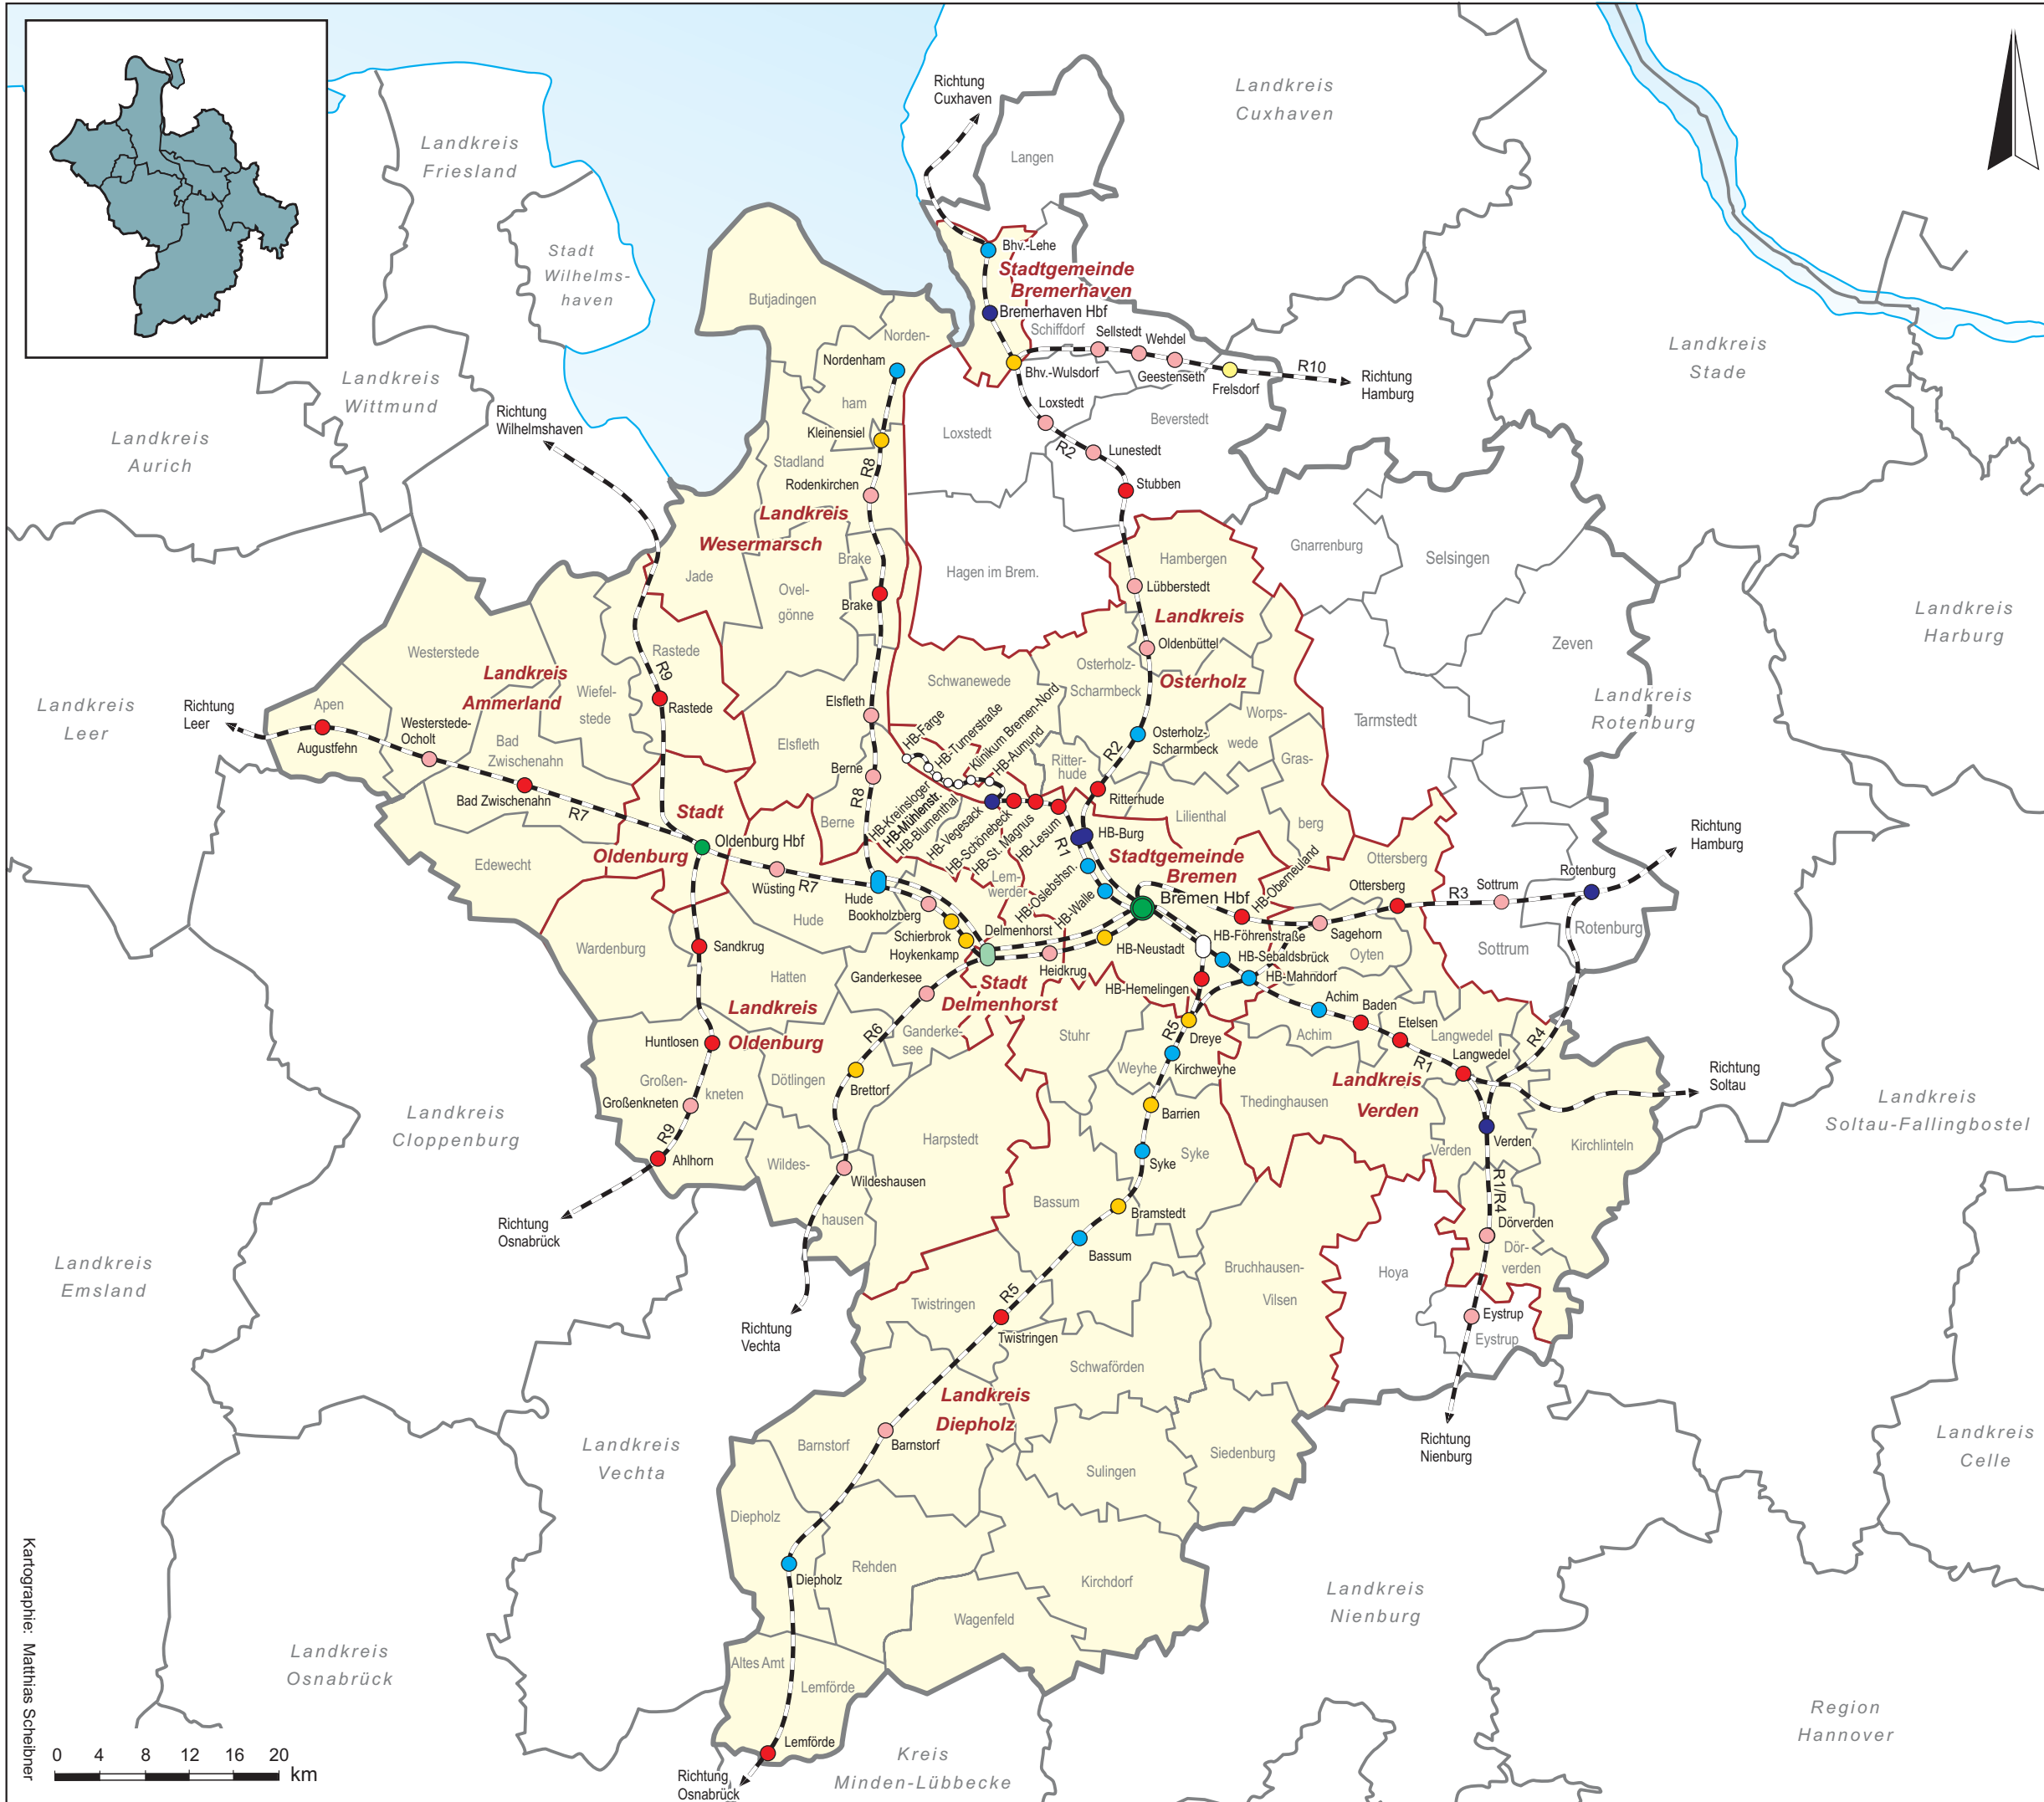 Richtung
Cuxhaven
Landkreis
Cuxhaven
Landkreis
Friesland
Langen
Stadt
Wilhelms-
haven
Bhv.-Lehe
Stadtgemeinde
Bremerhaven
Butjadingen
Bremerhaven Hbf
Norden-
Schiffdorf
Sellstedt
Wehdel
Nordenham
Bhv.-Wulsdorf
Geestenseth
Frelsdorf
R10
Richtung
Hamburg
Landkreis
Stade
Landkreis
Wittmund
ham
Loxstedt
Beverstedt
Richtung
Wilhelmshaven
Kleinensiel
Loxstedt
Landkreis
Aurich
Stadland
R8
R2
Lunestedt
Rodenkirchen
Stubben
Landkreis
Wesermarsch
Gnarrenburg
Selsingen
Hambergen
Brake
Jade
Hagen im Brem.
Ovel-
gönne
Lübberstedt
Brake
Landkreis
Landkreis
Harburg
Zeven
Westerstede
Rastede
Oldenbüttel
Osterholz-
Scharmbeck
Landkreis
Ammerland
R9
Wiefel-
stede
Schwanewede
Osterholz
Landkreis
Rotenburg
Landkreis
Leer
Richtung
Leer
Apen
Rastede
Elsfleth
Worps-
wede
Tarmstedt
Augustfehn
Westerstede-
Ocholt
Bad
Zwischenahn
Elsfleth
HB-Farge
HB-Turnerstraße
Klinikum Bremen-Nord
HB-Aumund
Osterholz-
Scharmbeck
R2
Ritter-
hude
Gras-
berg
Berne
Bad Zwischenahn
R7
R8
Ritterhude
Stadt
Oldenburg
Berne
HB-Kreinsloger
HB-Mühlenstr.
HB-Blumenthal
HB-Vegesack
HB-Schönebeck
HB-St. Magnus
HB-Lesum
R1
HB-Burg
Lilienthal
Oldenburg Hbf
Edewecht
Stadtgemeinde
Bremen
Ottersberg
Richtung
Hamburg
Wüsting
R7
Hude
Lem-
werder
HB-Oslebshsn.
HB-Walle
Bremen Hbf
HB-Oberneuland
Ottersberg
R3
Sottrum
Rotenburg
Hude
Bookholzberg
Schierbrok
Hoykenkamp
Delmenhorst
Heidkrug
HB-Neustadt
HB-Föhrenstraße
HB-Sebaldsbrück
HB-Mahndorf
Sagehorn
Oyten
Sottrum
Rotenburg
Wardenburg
Sandkrug
Hatten
Ganderkesee
Stadt
Delmenhorst
HB-Hemelingen
Landkreis
Oldenburg
Ganderke-
see
Stuhr
R5
Dreye
Achim
Baden
Achim
Etelsen
Langwedel
R4
Huntlosen
R6
Weyhe
Kirchweyhe
R1
Langwedel
Richtung
Soltau
Großen-
kneten
Dötlingen
Brettorf
Landkreis
Verden
Thedinghausen
Großenkneten
Barrien
Landkreis
Cloppenburg
Landkreis
Soltau-Fallingbostel
R9
Harpstedt
Verden
Verden
Kirchlinteln
Ahlhorn
Wildes-
hausen
Wildeshausen
Syke
Syke
R1/R4
Richtung
Osnabrück
Bassum
Bramstedt
Dörverden
Dör-
verden
Bassum
Landkreis
Emsland
Bruchhausen-
Vilsen
Hoya
Richtung
Vechta
Twistringen
R5
Eystrup
Eystrup
Twistringen
Schwaförden
Landkreis
Diepholz
Richtung
Nienburg
Landkreis
Vechta
Barnstorf
Barnstorf
Siedenburg
Sulingen
Landkreis
Celle
Diepholz
Rehden
Diepholz
Kirchdorf
Landkreis
Nienburg
Wagenfeld
Altes Amt
Lemförde
Landkreis
Osnabrück
Region
Hannover
Lemförde
Kreis
Minden-Lübbecke
Richtung
Osnabrück
Kartographie: Matthias Scheibner
0 4 8 12 16 20
km